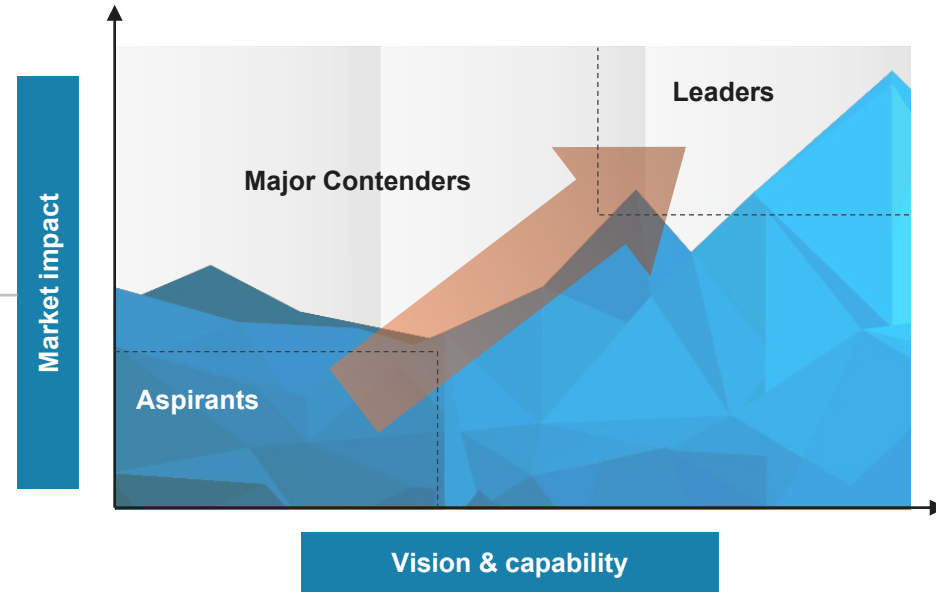 Leaders
Major Contenders
Market impact
Aspirants
Vision & capability